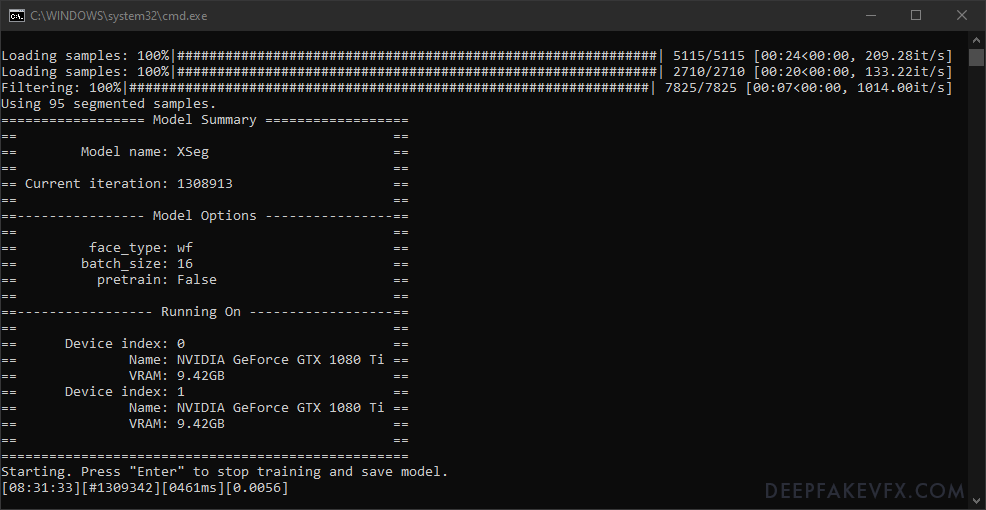 C:\WINDOWS\system32\cmd.exe
Loading samples: 100%|############################################################| 5115/5115 [00:24<00:00, 209.28it/s]
Loading samples: 100%|############################################################| 2710/2710 [00:20<00:00, 133.22it/s]
Filtering: 100%|#################################################################| 7825/7825 [00:07<00:00, 1014.00it/s]
Using 95 segmented samples.
================== Model Summary ==================
==                                               ==
==        Model name: XSeg                       ==
==                                               ==
== Current iteration: 1308913                    ==
==                                               ==
==---------------- Model Options ----------------==
==                                               ==
==         face_type: wf                         ==
==        batch_size: 16                         ==
==          pretrain: False                      ==
==                                               ==
==----------------- Running On ------------------==
==                                               ==
==      Device index: 0                          ==
==              Name: NVIDIA GeForce GTX 1080 Ti ==
==              VRAM: 9.42GB                     ==
==      Device index: 1                          ==
==              Name: NVIDIA GeForce GTX 1080 Ti ==
==              VRAM: 9.42GB                     ==
==                                               ==
===================================================
Starting. Press "Enter" to stop training and save model.
[08:31:33][#1309342][0461ms][0.0056]
DEEPFAKEVFX.COM